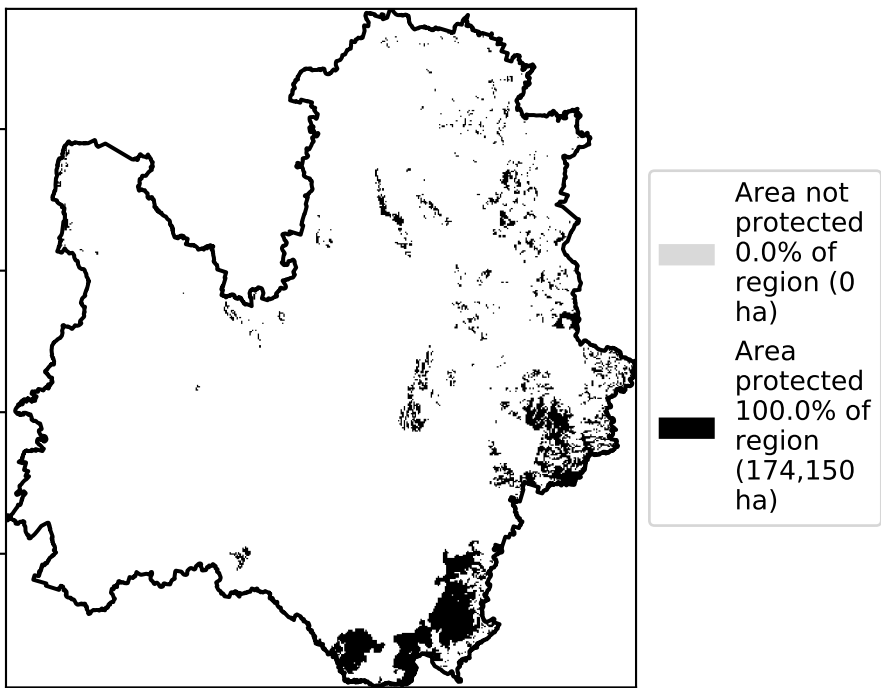 Area not
protected
0.0% of
region (0
ha)
Area
protected
100.0% of
region
(174,150
ha)